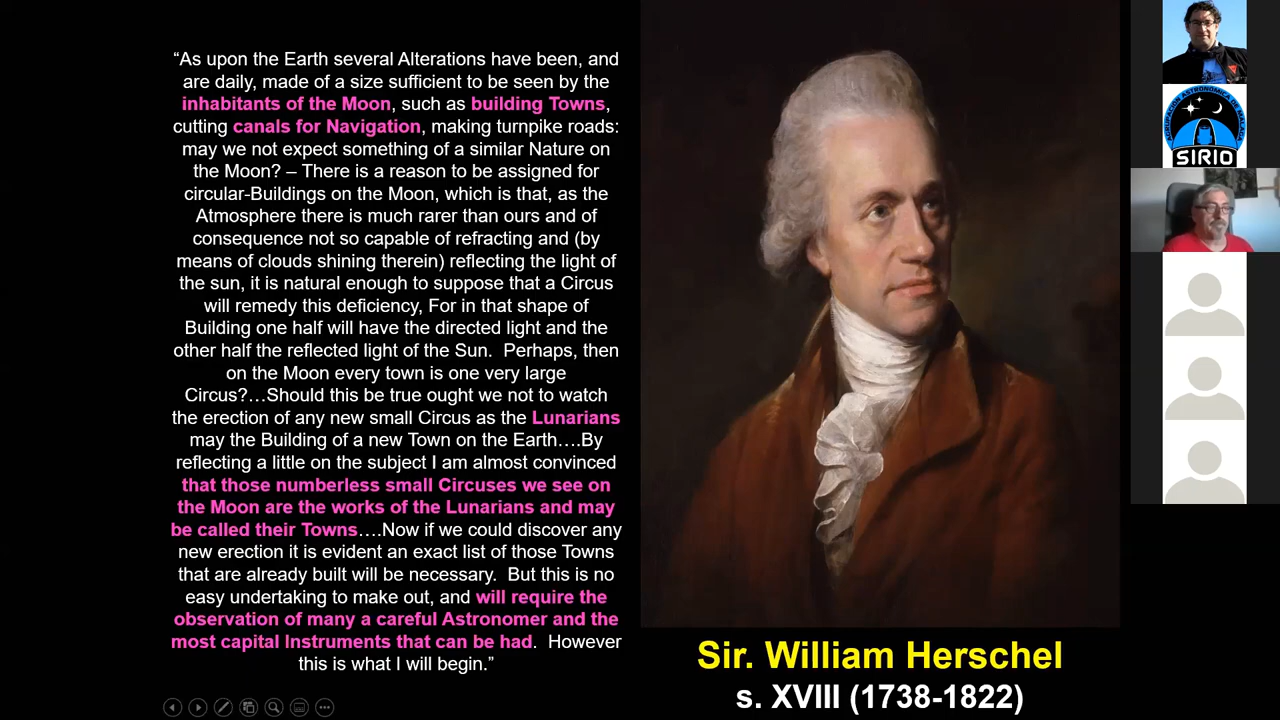 “As upon the Earth several Alterations have been, and
are daily, made of a size sufficient to be seen by the
inhabitants of the Moon, such as building Towns,
cutting canals for Navigation, making turnpike roads:
may we not expect something of a similar Nature on
the Moon? – There is a reason to be assigned for
circular-Buildings on the Moon, which is that, as the
Atmosphere there is much rarer than ours and of
consequence not so capable of refracting and (by
means of clouds shining therein) reflecting the light of
the sun, it is natural enough to suppose that a Circus
will remedy this deficiency, For in that shape of
Building one half will have the directed light and the
other half the reflected light of the Sun.  Perhaps, then
on the Moon every town is one very large
Circus?…Should this be true ought we not to watch
the erection of any new small Circus as the Lunarians
may the Building of a new Town on the Earth….By
reflecting a little on the subject I am almost convinced
that those numberless small Circuses we see on
the Moon are the works of the Lunarians and may
be called their Towns….Now if we could discover any
new erection it is evident an exact list of those Towns
that are already built will be necessary.  But this is no
easy undertaking to make out, and will require the
observation of many a careful Astronomer and the
most capital Instruments that can be had.  However
this is what I will begin.”
Sir. William Herschel
s. XVIII (1738-1822)
AGRUPACIÓN ASTRONÓMICA DE MÁLAGA
SIRIO